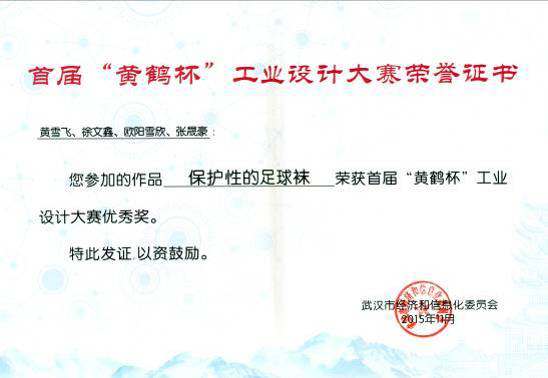 首届“黄鹤杯”工业设计大赛荣誉证书
黄雪飞、徐文鑫、欧阳雪欣、张晟豪：
您参加的作品 保护性的足球袜 荣获首届“黄鹤杯”工业
设计大赛优秀奖。
特此发证,以资鼓励。
武汉市经济和信息化委员会
2015年11月